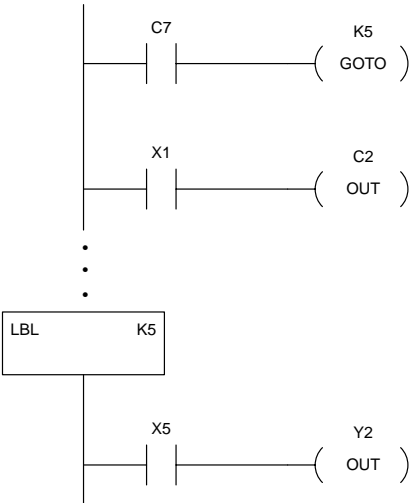 C7 K5
GOTO
X1 C2
OUT
LBL K5
X5 Y2
OUT